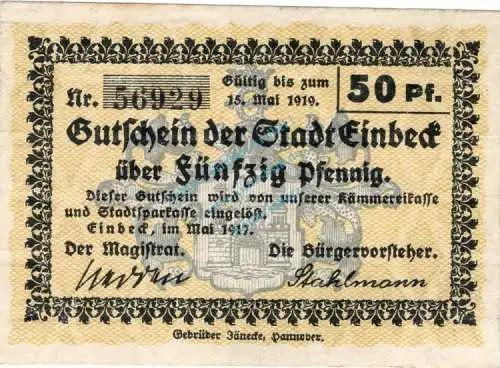 Nr. 56929
Gültig bis zum
15. Mai 1919.
50 Pf.
Gutschein der Stadt Einbeck
über Fünfzig Pfennig.
Dieser Gutschein wird von unserer Kämmereikasse
und Stadtsparkasse eingelöst.
Einbeck, im Mai 1917.
Der Magistrat. Die Bürgervorsteher.
Stahlmann
Gebrüder Jänecke, Hannover.